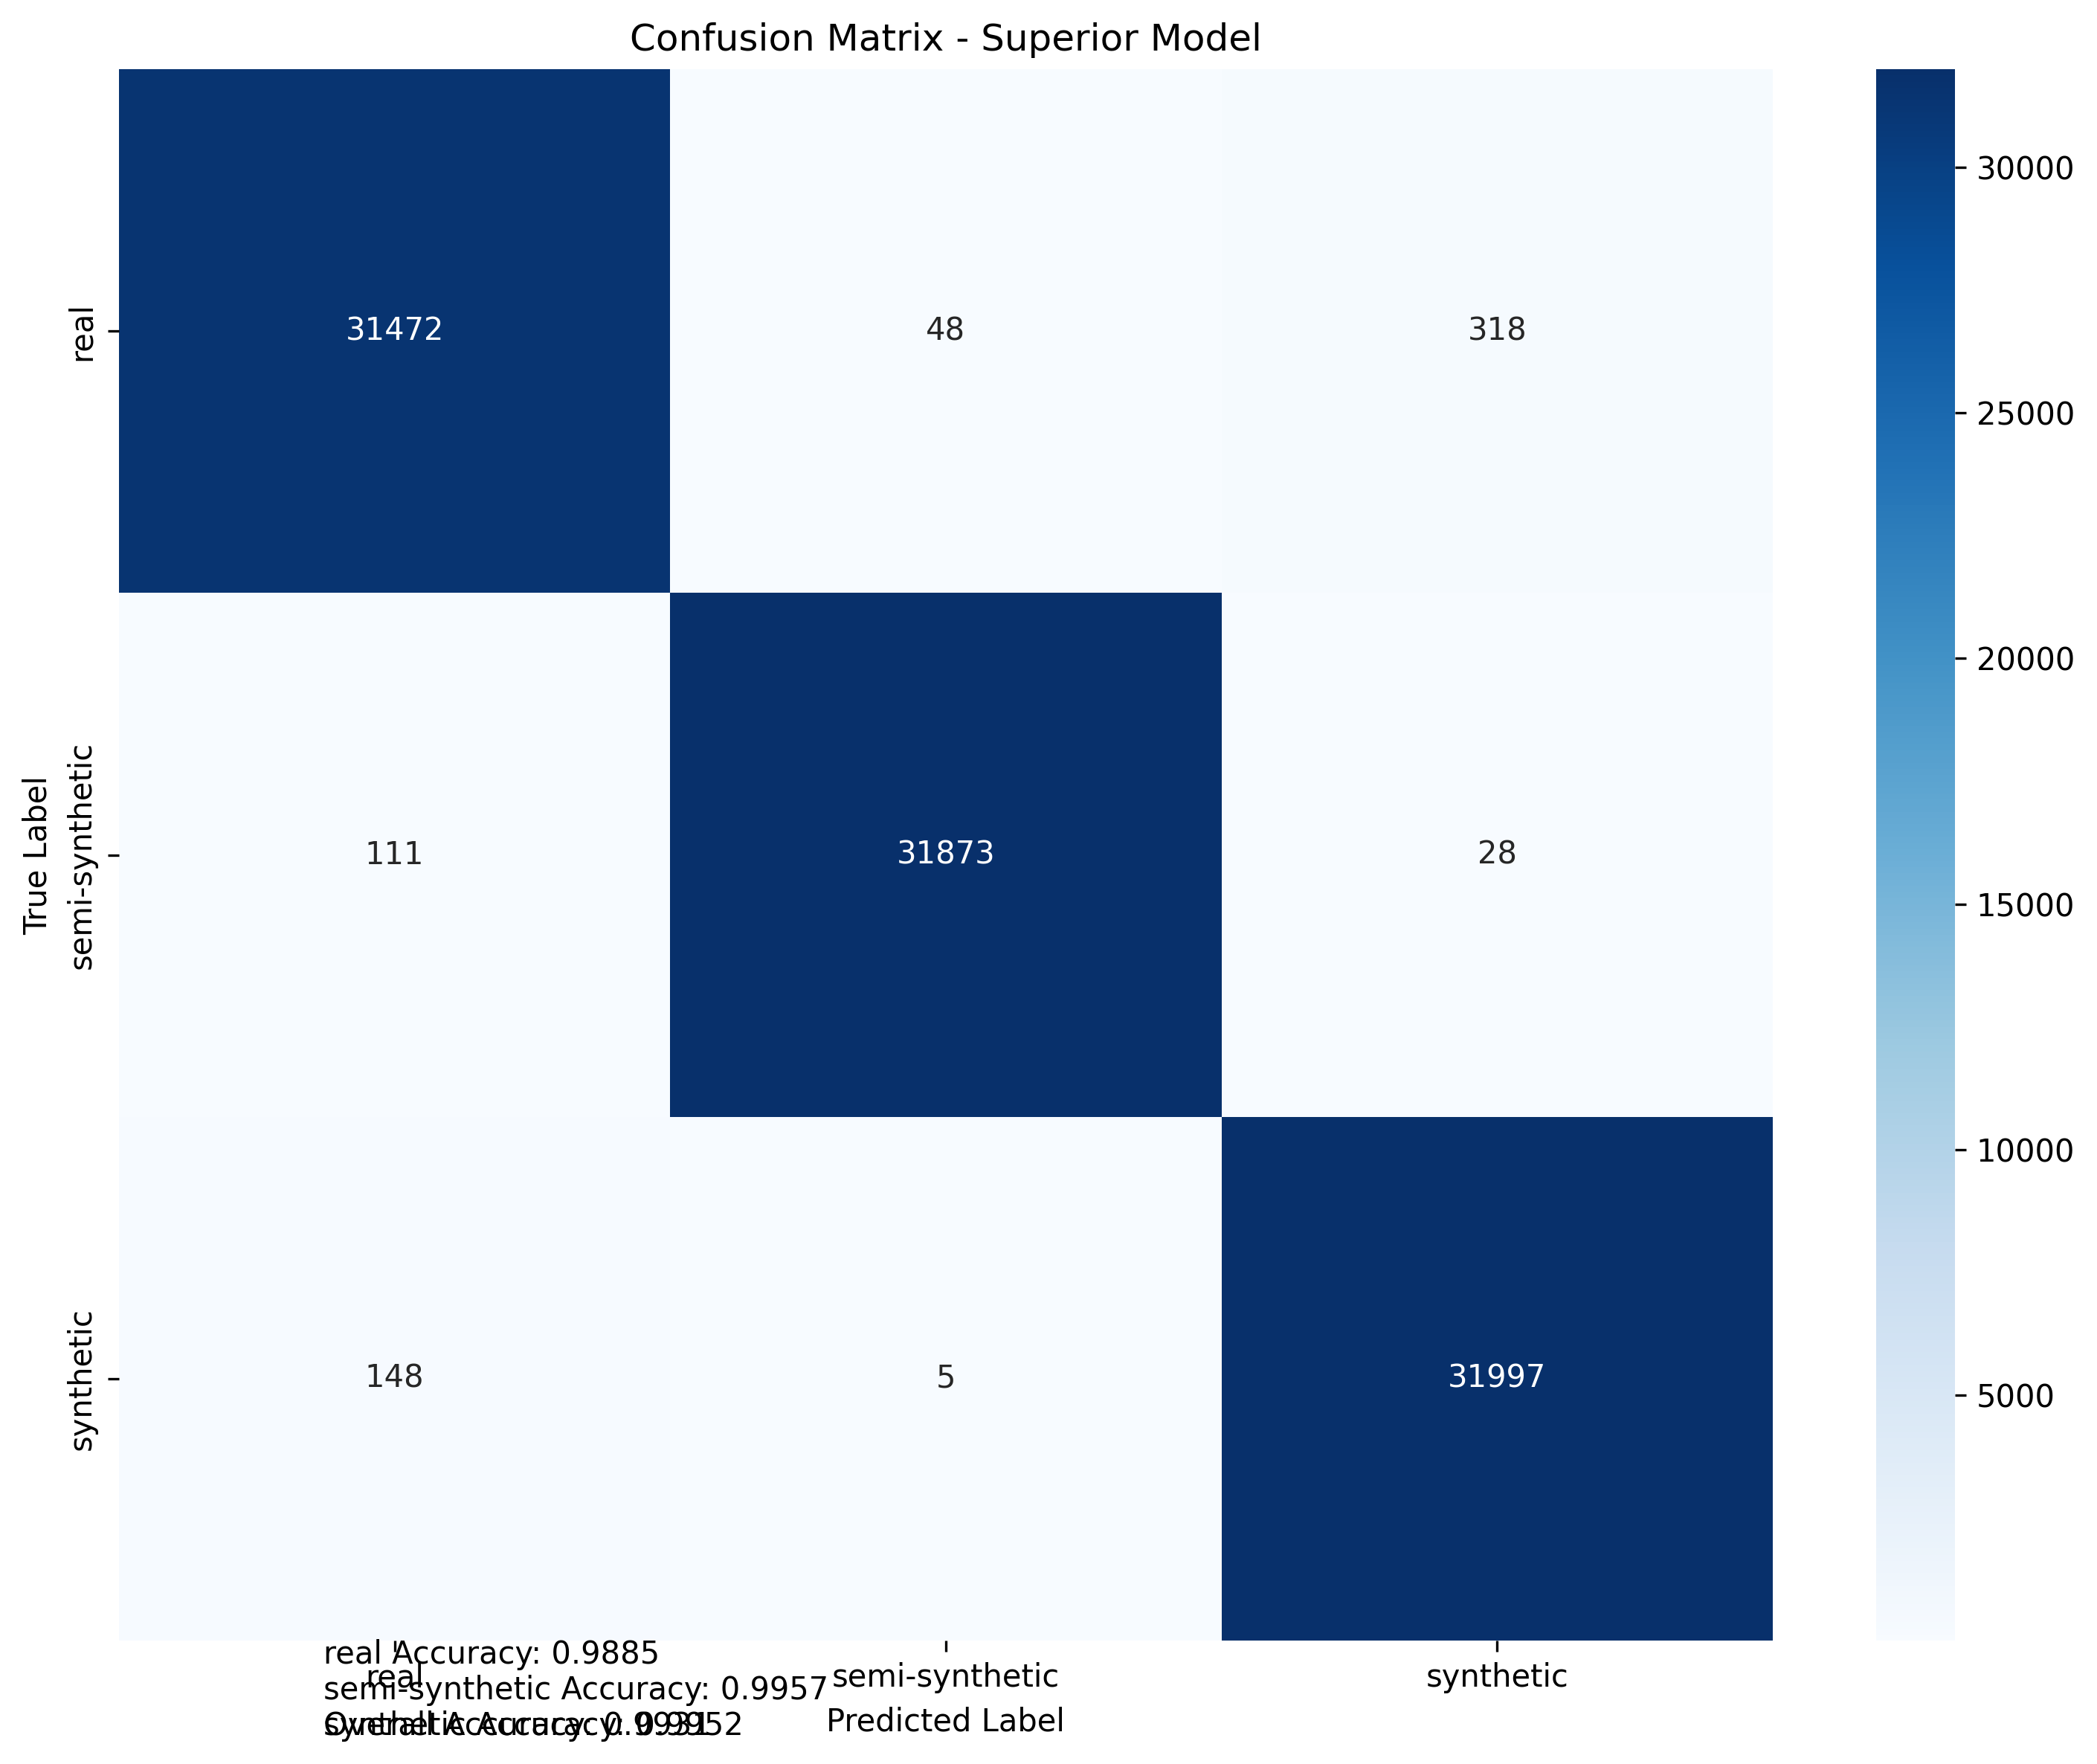 Confusion Matrix - Superior Model
real
31472
48
318
True Label
semi-synthetic
111
31873
28
synthetic
148
5
31997
30000
25000
20000
15000
10000
5000
real Accuracy: 0.9885
real
semi-synthetic
synthetic
semi-synthetic Accuracy: 0.9957
synthetic Accuracy: 0.9952
Overall Accuracy: 0.9931
Predicted Label